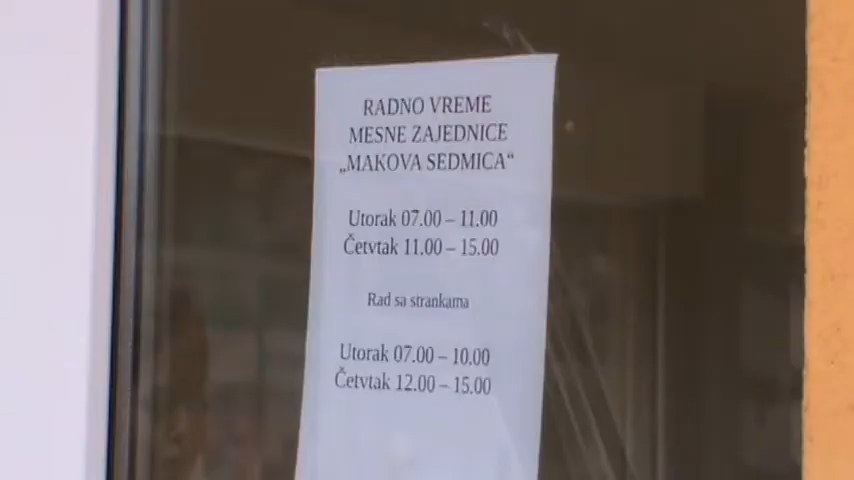 RADNO VREME
MESNE ZAJEDNICE
„MAKOVA SEDMICA“
Utorak 07.00 – 11.00
Četvtak 11.00 – 15.00
Rad sa strankama
Utorak 07.00 – 10.00
Četvtak 12.00 – 15.00